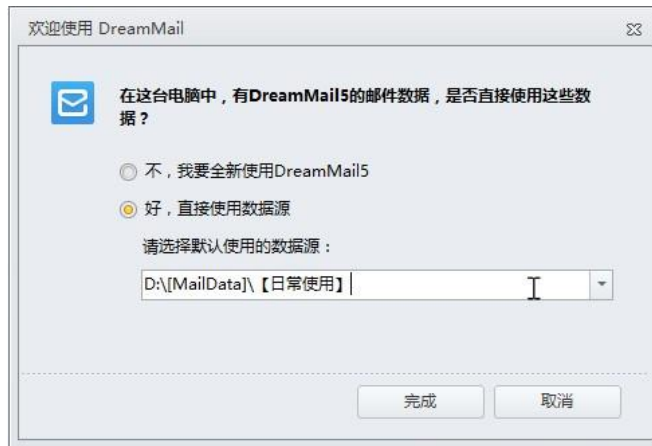 欢迎使用 DreamMail
在这台电脑中，有DreamMail5的邮件数据，是否直接使用这些数
据？
不，我要全新使用DreamMail5
好，直接使用数据源
请选择默认使用的数据源：
D:\[MailData]\【日常使用】
完成
取消